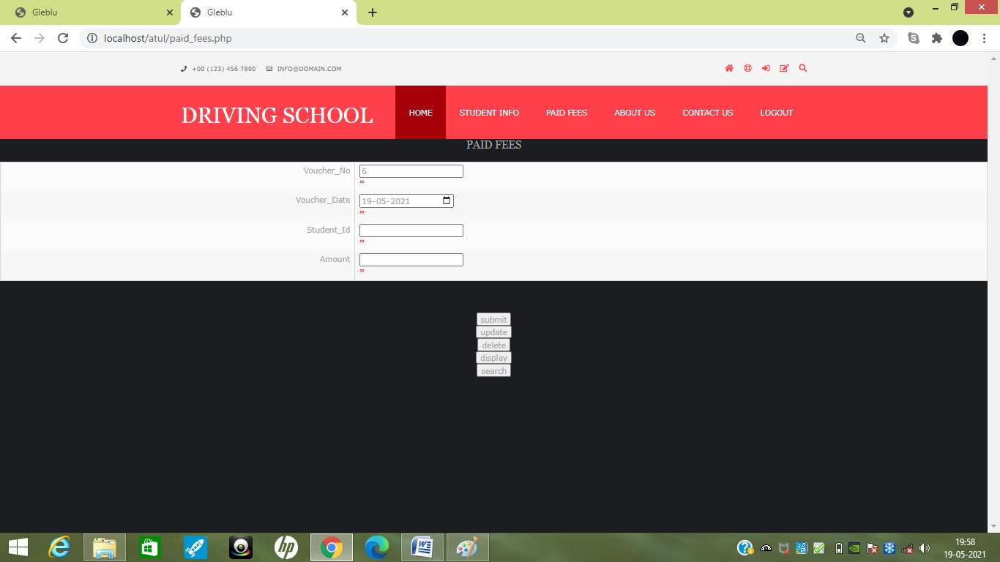 Gleblu
Gleblu
localhost/atul/paid_fees.php
+00 (123) 456 7890 INFO@DOMAIN.COM
DRIVING SCHOOL HOME STUDENT INFO PAID FEES ABOUT US CONTACT US LOGOUT
PAID FEES
Voucher_No 6
*
Voucher_Date 19-05-2021
*
Student_Id
*
Amount
*
submit
update
delete
display
search
hp
19:58
19-05-2021